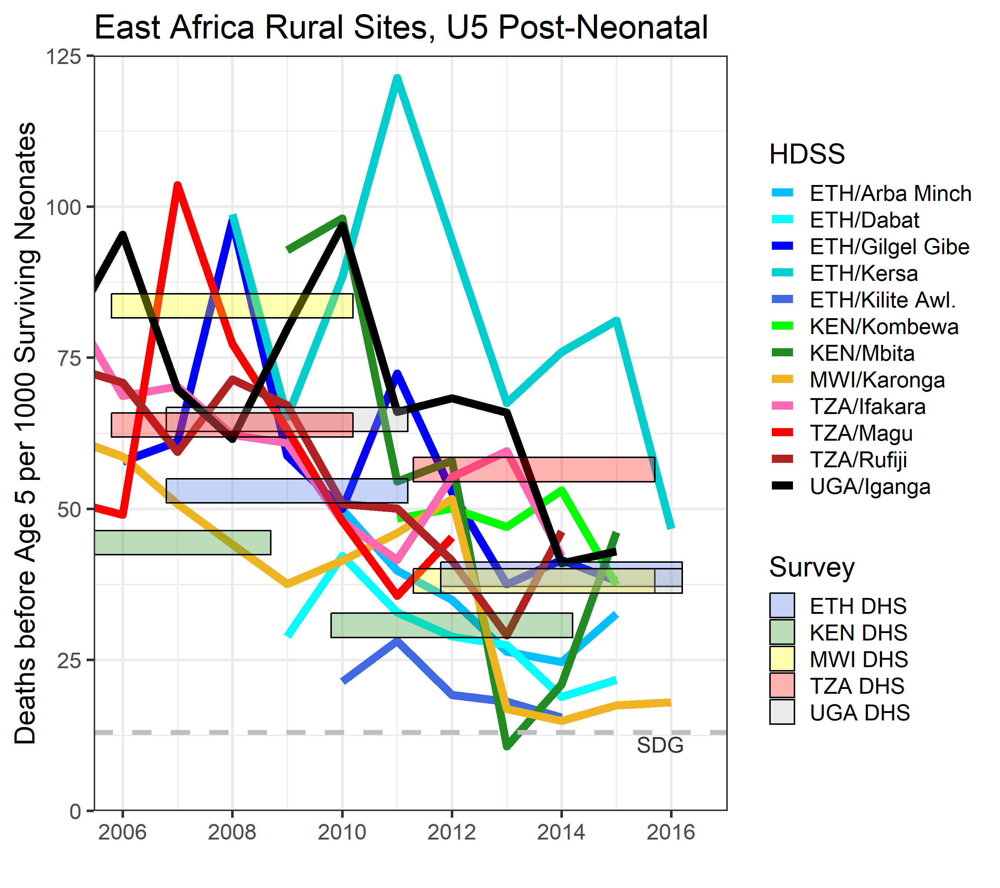 East Africa Rural Sites, U5 Post-Neonatal
Deaths before Age 5 per 1000 Surviving Neonates
125
100
75
50
25
0
2006 2008 2010 2012 2014 2016
SDG
HDSS
ETH/Arba Minch
ETH/Dabat
ETH/Gilgel Gibe
ETH/Kersa
ETH/Kilite Awl.
KEN/Kombewa
KEN/Mbita
MWI/Karonga
TZA/Ifakara
TZA/Magu
TZA/Rufiji
UGA/Iganga
Survey
ETH DHS
KEN DHS
MWI DHS
TZA DHS
UGA DHS